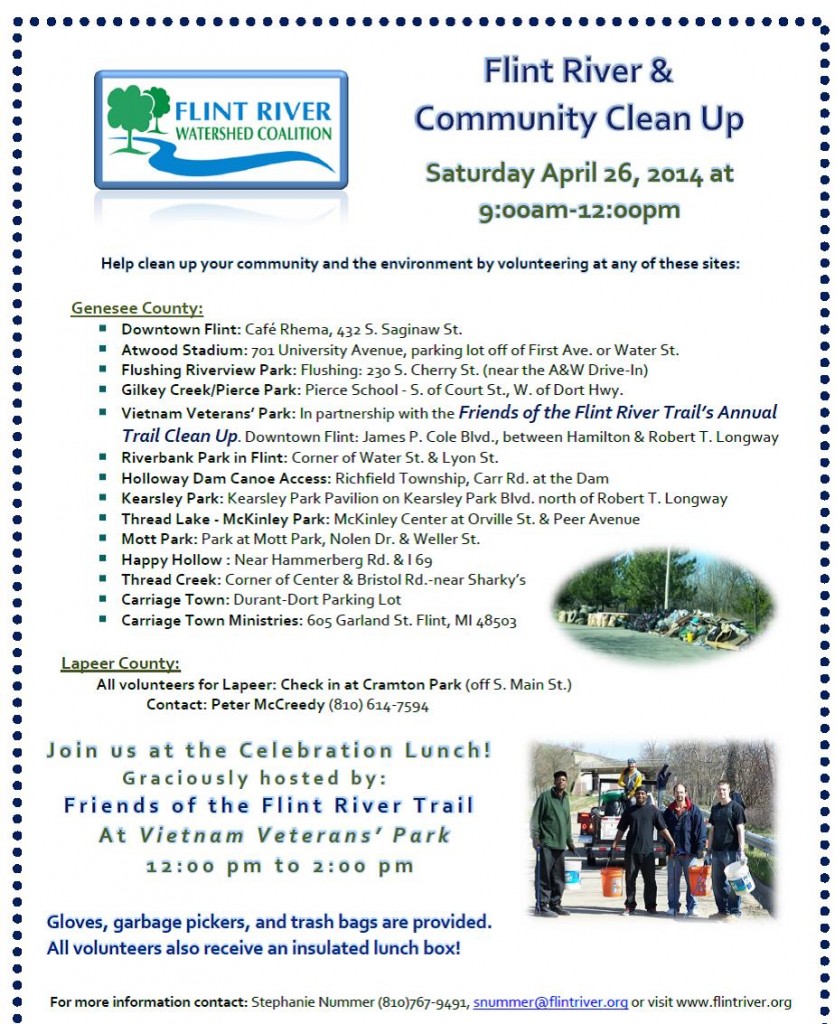 FLINT RIVER
WATERSHED COALITION
Flint River &
Community Clean Up
Saturday April 26, 2014 at
9:00am-12:00pm
Help clean up your community and the environment by volunteering at any of these sites:
Genesee County:
Downtown Flint: Café Rhema, 432 S. Saginaw St.
Atwood Stadium: 701 University Avenue, parking lot off of First Ave. or Water St.
Flushing Riverview Park: Flushing: 230 S. Cherry St. (near the A&W Drive-In)
Gilkey Creek/Pierce Park: Pierce School - S. of Court St., W. of Dort Hwy.
Vietnam Veterans' Park: In partnership with the Friends of the Flint River Trail's Annual
Trail Clean Up. Downtown Flint: James P. Cole Blvd., between Hamilton & Robert T. Longway
Riverbank Park in Flint: Corner of Water St. & Lyon St.
Holloway Dam Canoe Access: Richfield Township, Carr Rd. at the Dam
Kearsley Park: Kearsley Park Pavilion on Kearsley Park Blvd. north of Robert T. Longway
Thread Lake - McKinley Park: McKinley Center at Orville St. & Peer Avenue
Mott Park: Park at Mott Park, Nolen Dr. & Weller St.
Happy Hollow : Near Hammerberg Rd. & I 69
Thread Creek: Corner of Center & Bristol Rd.-near Sharky's
Carriage Town: Durant-Dort Parking Lot
Carriage Town Ministries: 605 Garland St. Flint, MI 48503
Lapeer County:
All volunteers for Lapeer: Check in at Cramton Park (off S. Main St.)
Contact: Peter McCreedy (810) 614-7594
Join us at the Celebration Lunch!
Graciously hosted by:
Friends of the Flint River Trail
At Vietnam Veterans' Park
12:00 pm to 2:00 pm
Gloves, garbage pickers, and trash bags are provided.
All volunteers also receive an insulated lunch box!
For more information contact: Stephanie Nummer (810)767-9491, snummer@flintriver.org or visit www.flintriver.org